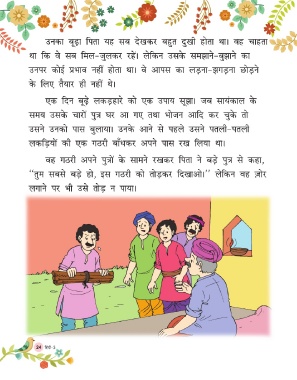 उनका बूढ़ा पिता यह सब देखकर बहुत दुखी होता था। वह चाहता
था कि वे सब मिल-जुलकर रहें। लेकिन उसके समझाने-बुझाने का
उनपर कोई प्रभाव नहीं होता था। वे आपस का लड़ना-झगड़ना छोड़ने
के लिए तैयार ही नहीं थे।
एक दिन बूढ़े लकड़हारे को एक उपाय सूझा। जब सायंकाल के
समय उसके चारों पुत्र घर आ गए तथा भोजन आदि कर चुके तो
उसने उनको पास बुलाया। उनके आने से पहले उसने पतली-पतली
लकड़ियों की एक गठरी बाँधकर अपने पास रख लिया था।
वह गठरी अपने पुत्रों के सामने रखकर पिता ने बड़े पुत्र से कहा,
“तुम सबसे बड़े हो, इस गठरी को तोड़कर दिखाओ।” लेकिन वह ज़ोर
लगाने पर भी उसे तोड़ न पाया।
24